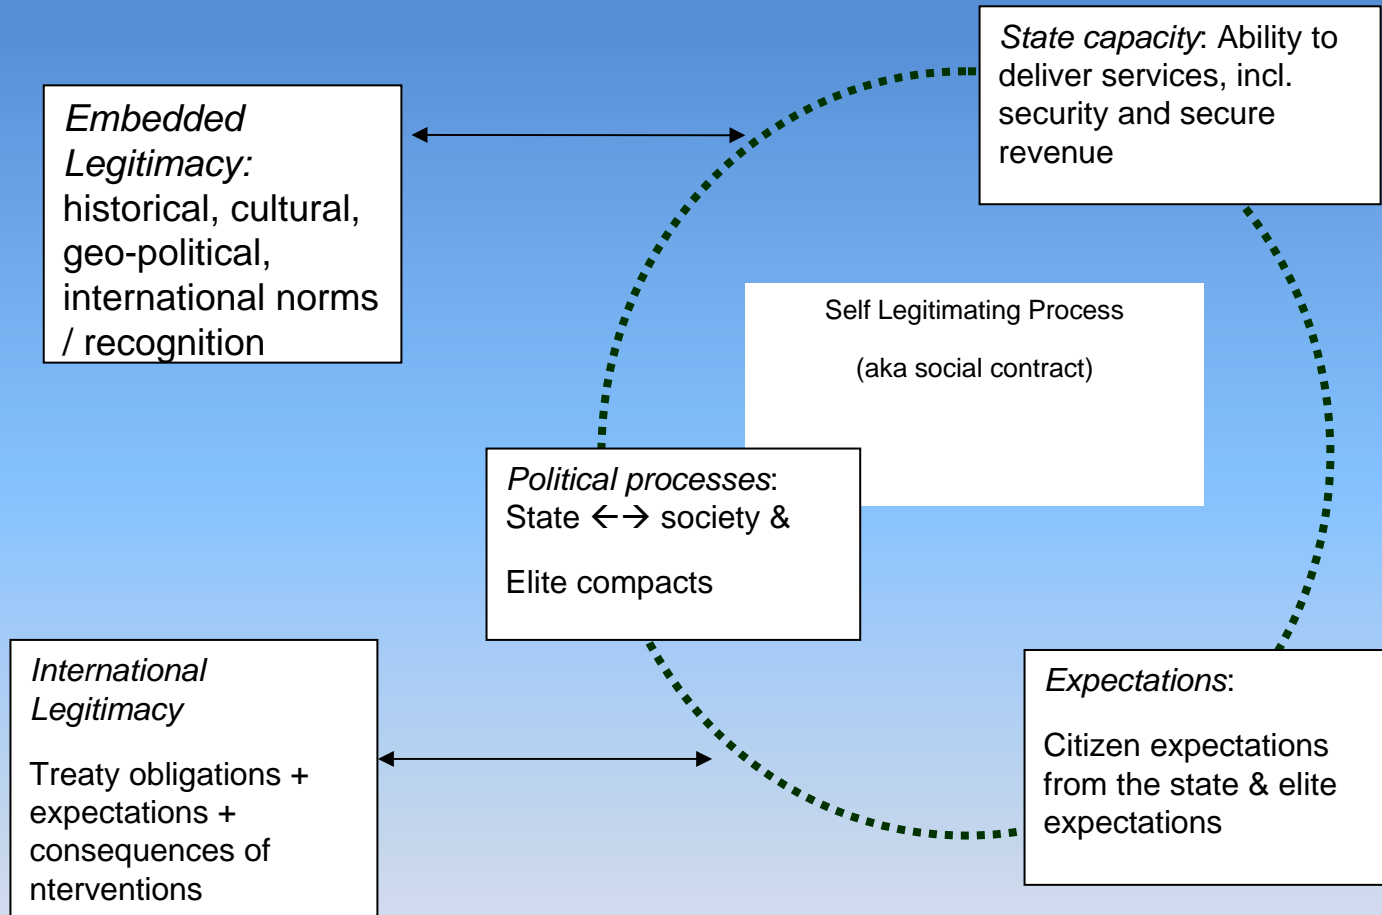 State capacity: Ability to
deliver services, incl.
security and secure
revenue
Embedded
Legitimacy:
historical, cultural,
geo-political,
international norms
/ recognition
Self Legitimating Process
(aka social contract)
Political processes:
State ←→ society &
Elite compacts
International
Legitimacy
Treaty obligations +
expectations +
consequences of
nterventions
Expectations:
Citizen expectations
from the state & elite
expectations